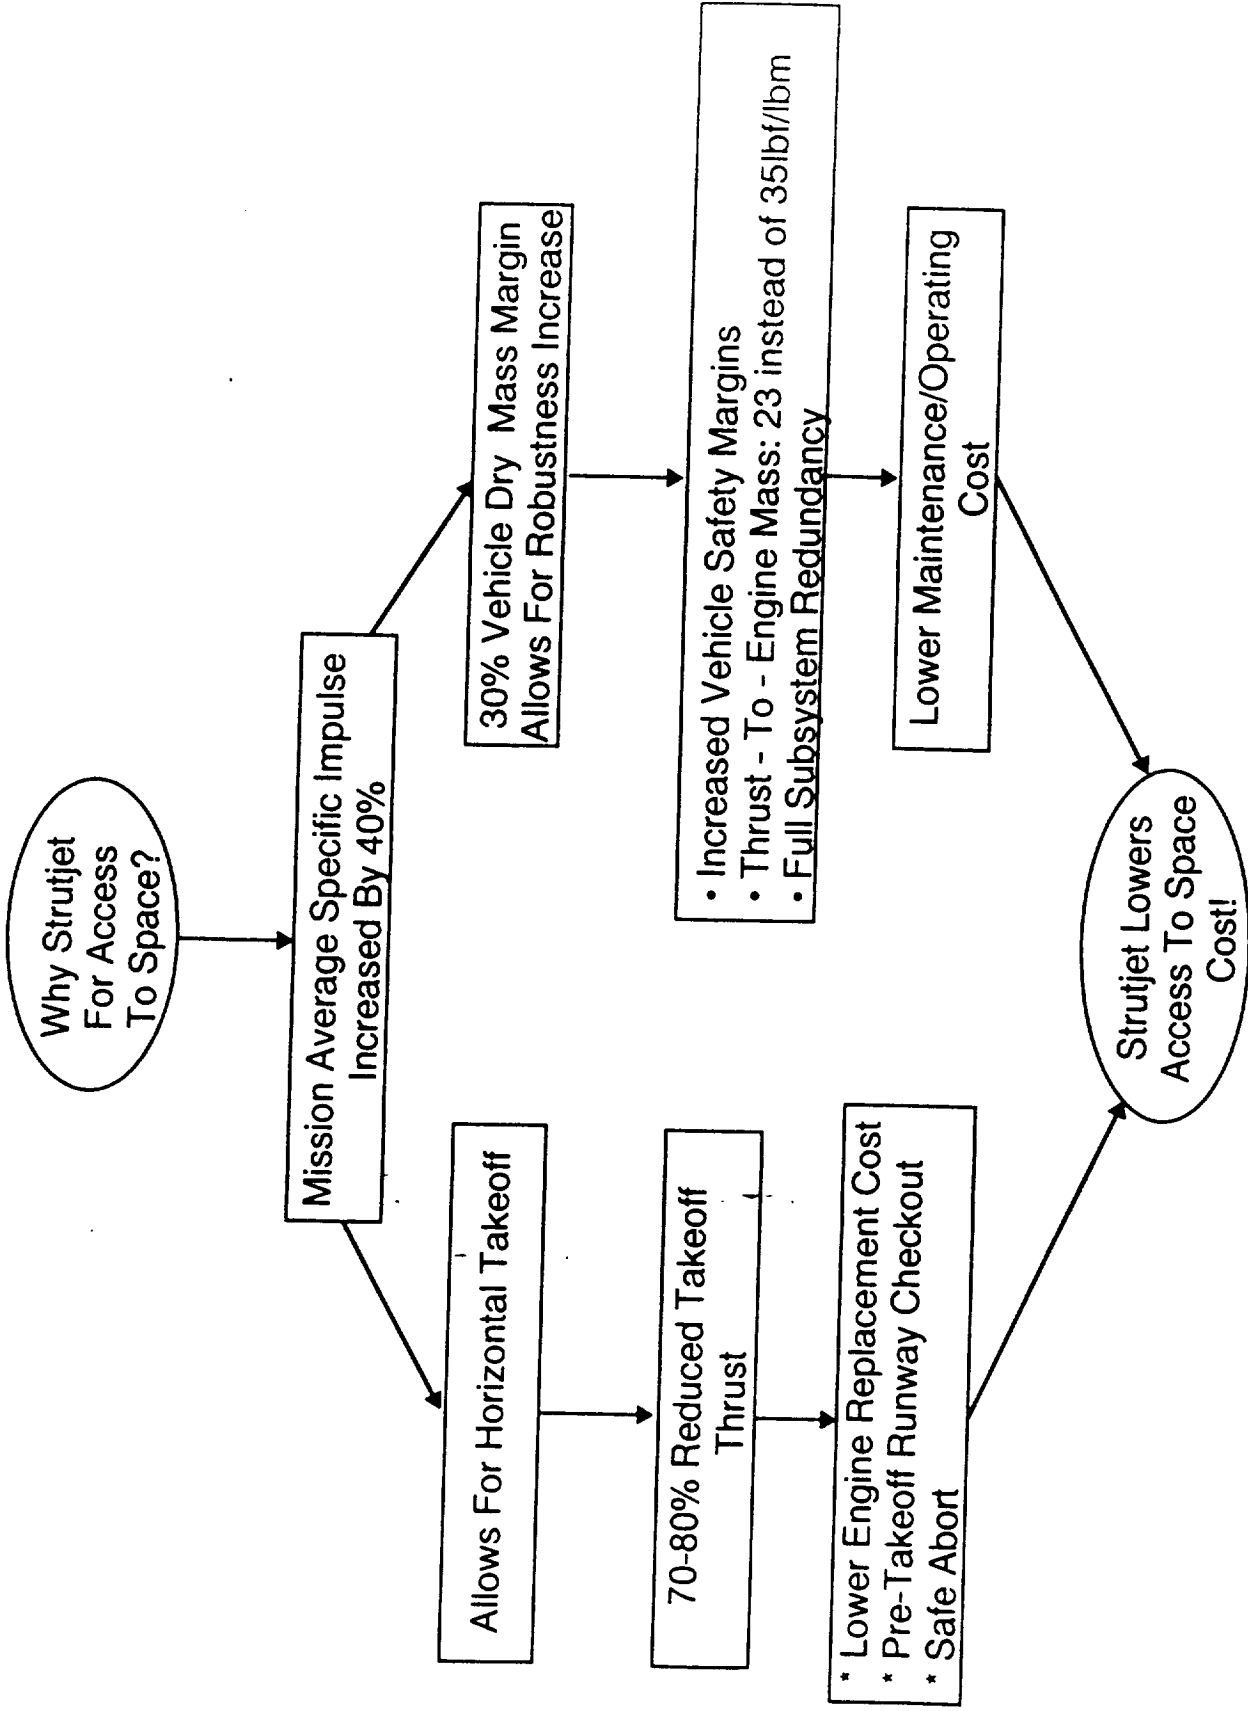 Why Strutjet
For Access
To Space?
Mission Average Specific Impulse
Increased By 40%
Allows For Horizontal Takeoff
70-80% Reduced Takeoff
Thrust
* Lower Engine Replacement Cost
* Pre-Takeoff Runway Checkout
* Safe Abort
30% Vehicle Dry Mass Margin
Allows For Robustness Increase
• Increased Vehicle Safety Margins
• Thrust - To - Engine Mass: 23 instead of 35lbf/lbm
• Full Subsystem Redundancy
Lower Maintenance/Operating
Cost
Strutjet Lowers
Access To Space
Cost!